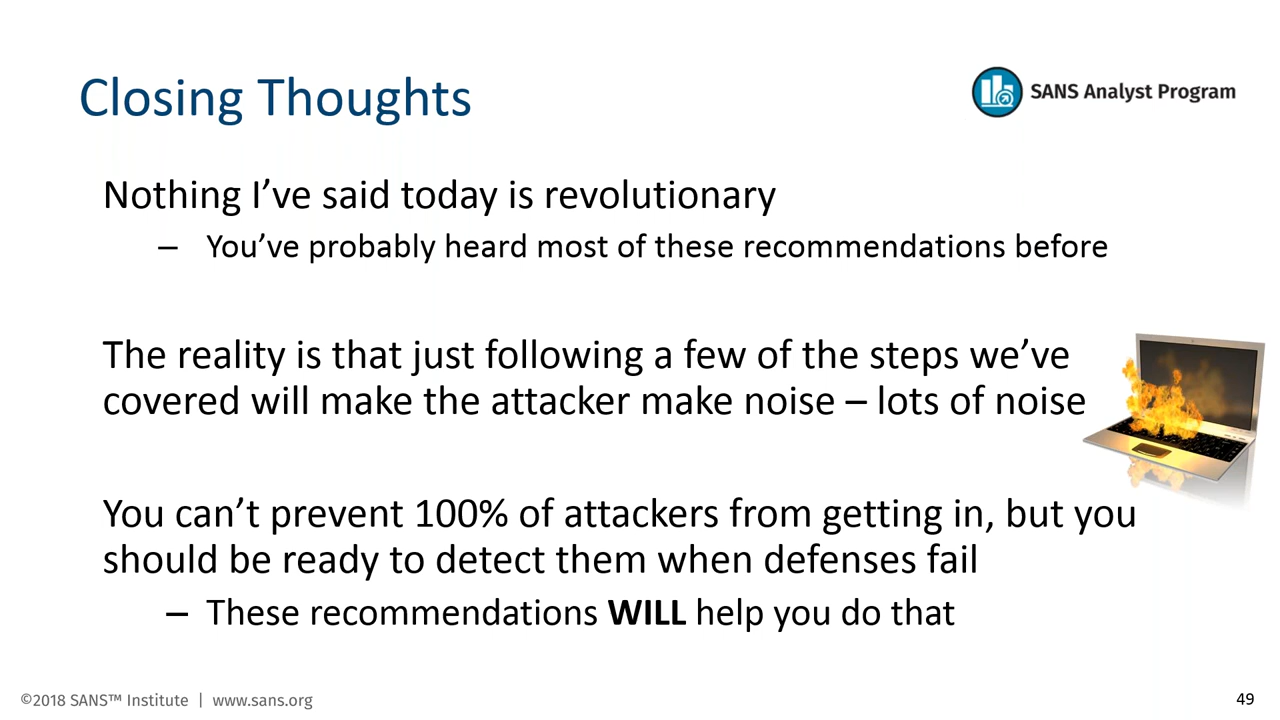 Closing Thoughts
SANS Analyst Program
Nothing I’ve said today is revolutionary
– You’ve probably heard most of these recommendations before
The reality is that just following a few of the steps we’ve
covered will make the attacker make noise – lots of noise
You can’t prevent 100% of attackers from getting in, but you
should be ready to detect them when defenses fail
– These recommendations WILL help you do that
©2018 SANS™ Institute | www.sans.org
49